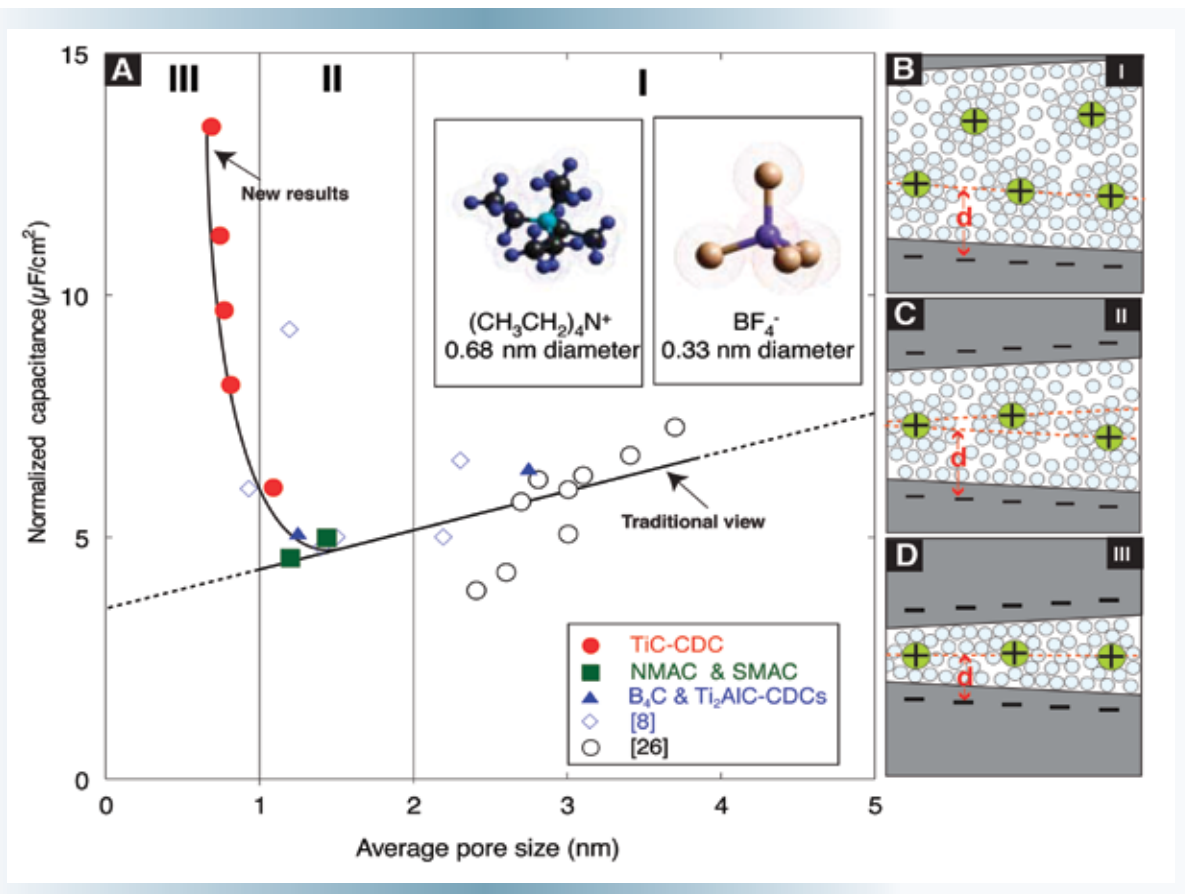 A
III
II
I
15
10
5
0
Normalized capacitance (µF/cm²)
New results
(CH₃CH₂)₄N⁺
0.68 nm diameter
BF₄⁻
0.33 nm diameter
Traditional view
TiC-CDC
NMAC & SMAC
B₄C & Ti₂AlC-CDCs
[8]
[26]
0 1 2 3 4 5
Average pore size (nm)
B
I
+ +
+ + +
d
− − − − −
C
II
− − − − −
+ + +
d
− − − − −
D
III
− − − − −
+ + +
d
− − − − −